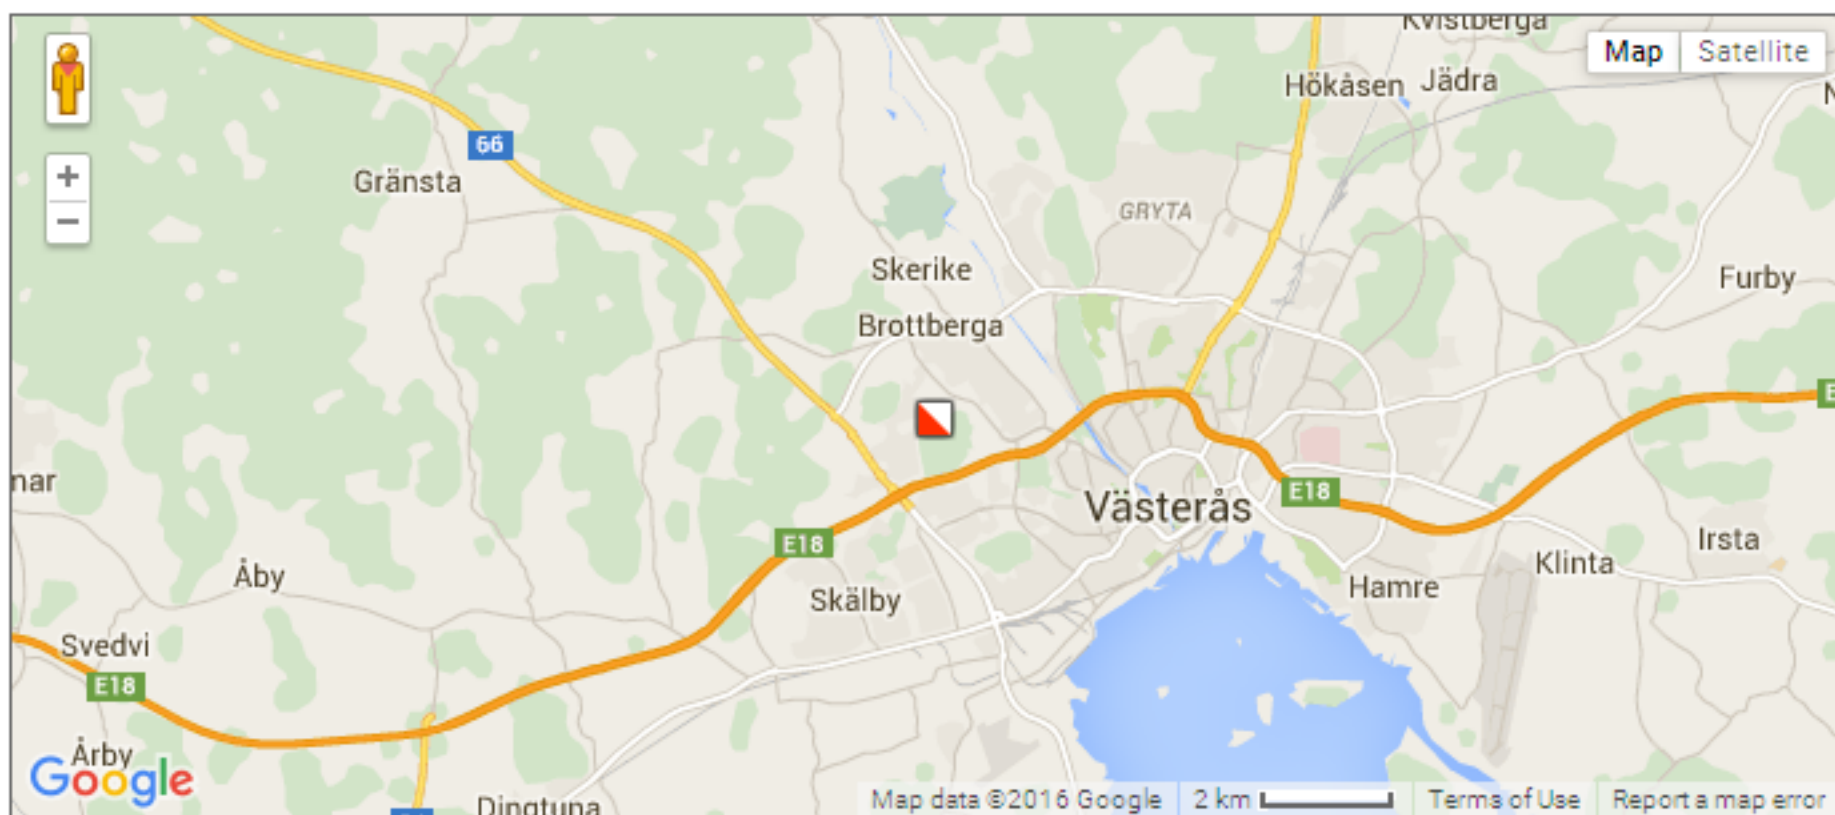 Kvistberga
Map Satellite
Hökåsen Jädra
66
Gränsta
GRYTA
Skerike
Furby
Brottberga
E18
Västerås
E18
Irsta
Klinta
Åby
Hamre
Skälby
Svedvi
E18
Årby
Google
Dingtuna
Map data ©2016 Google 2 km Terms of Use Report a map error